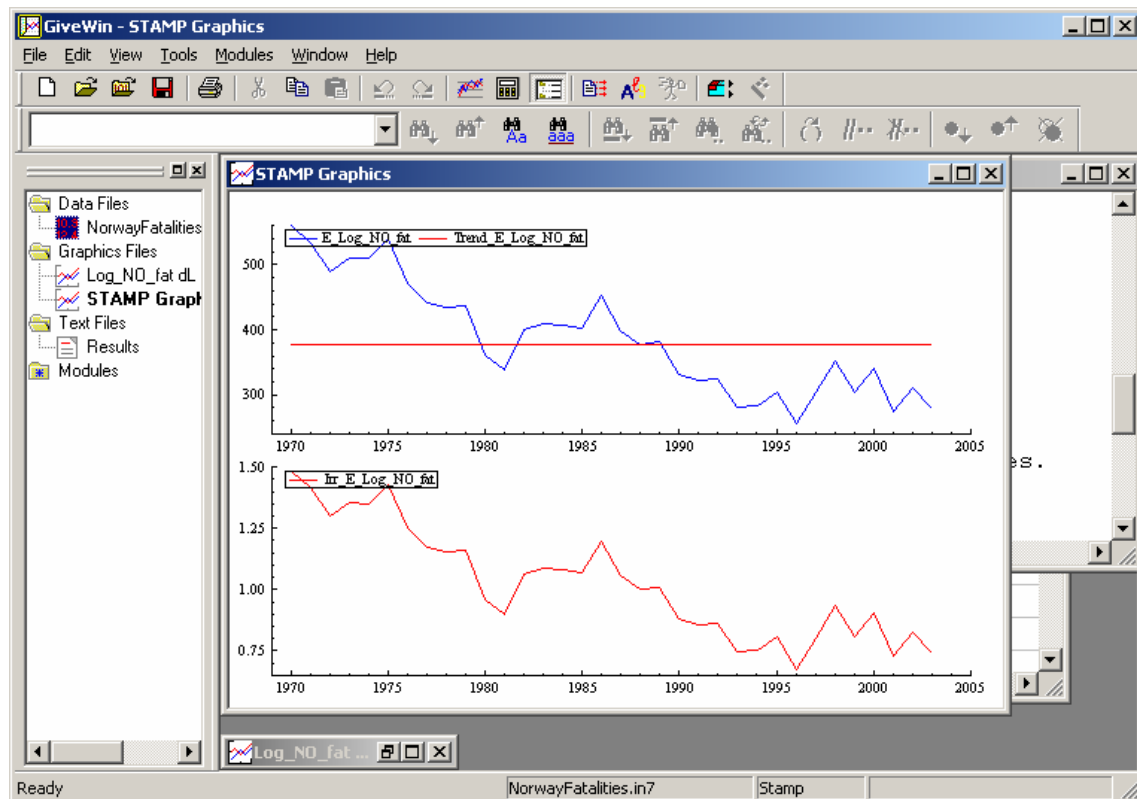 GiveWin - STAMP Graphics
File Edit View Tools Modules Window Help
Aa aaa
Data Files
NorwayFatalities
Graphics Files
Log_NO_fat dL
STAMP Grapl
Text Files
Results
Modules
STAMP Graphics
E_Log_NO_fat Trend_E_Log_NO_fat
500
400
300
1970 1975 1980 1985 1990 1995 2000 2005
1.50
Irr_E_Log_NO_fat
1.25
1.00
0.75
1970 1975 1980 1985 1990 1995 2000 2005
es.
Log_NO_fat ...
Ready NorwayFatalities.in7 Stamp